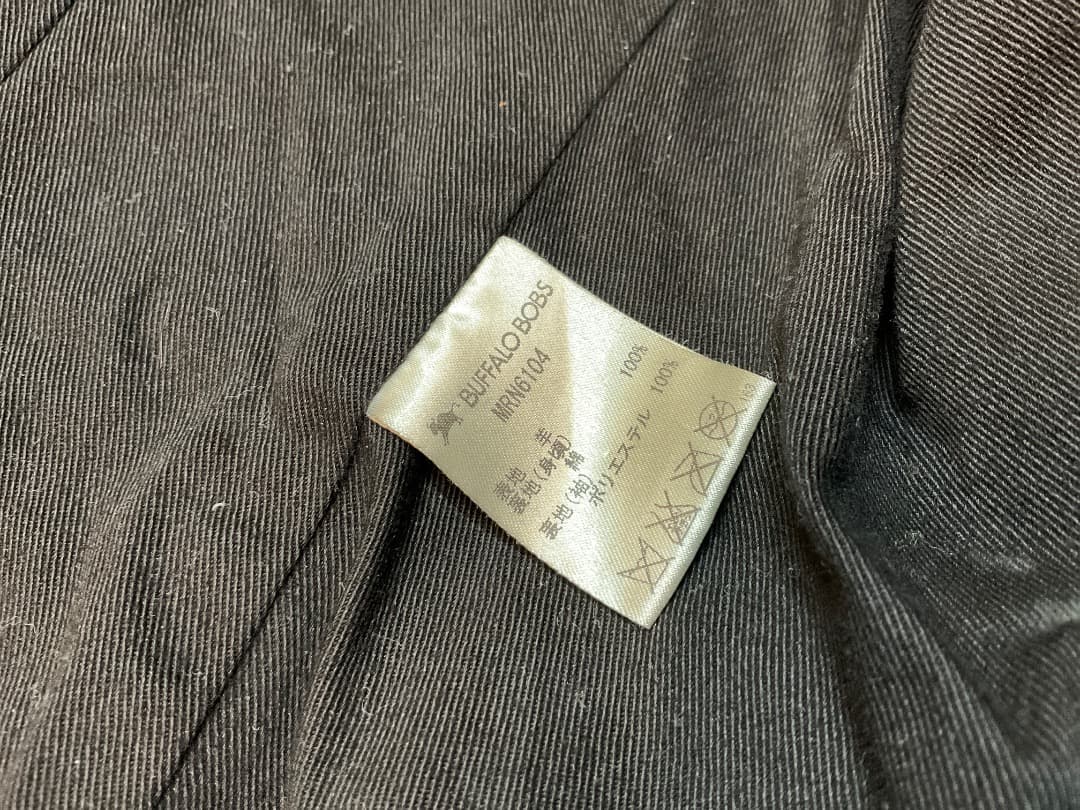 BUFFALO BOBS
MRN6104
表地 羊
裏地(身頃)
綿 100%
裏地(袖)
ポリエステル 100%